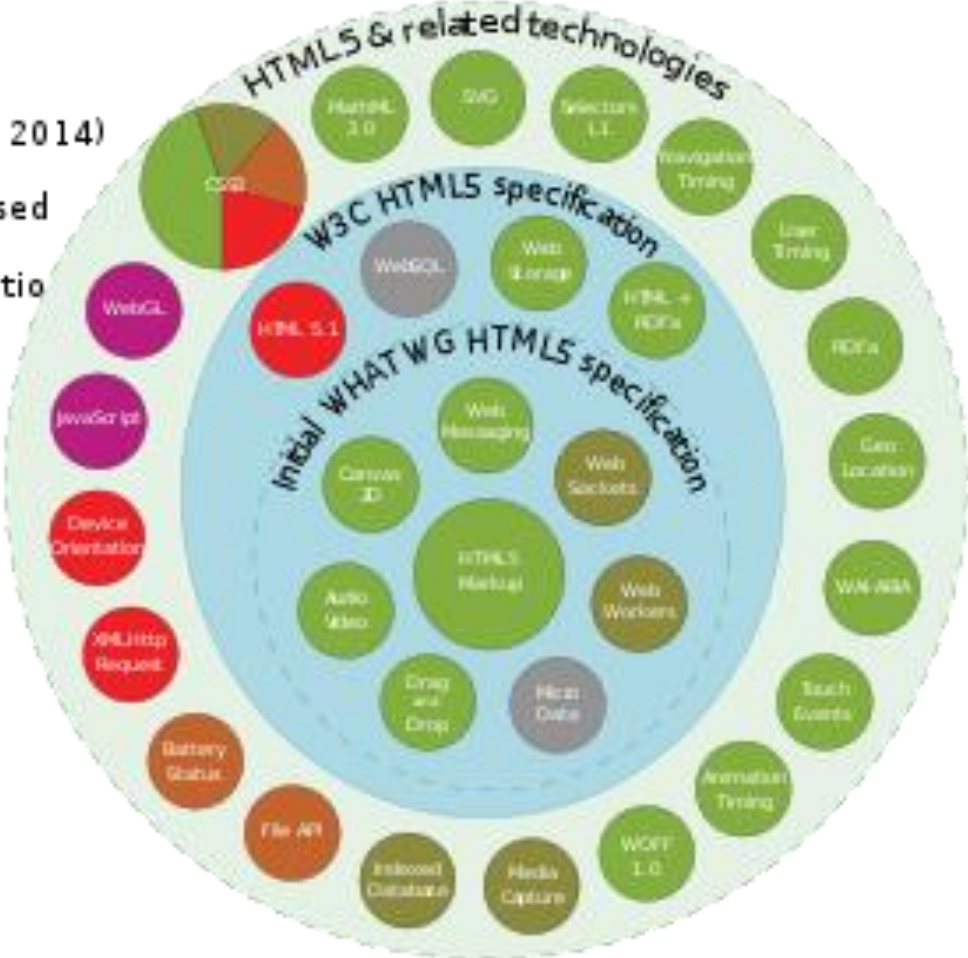 HTML5 & related technologies
2014)
sed
tio
MathML
2.0
SVG
Selectors
L1
Navigation
Timing
User
Timing
RDFa
Geo
Location
WAI-ARIA
Touch
Events
Animation
Timing
WOFF
1.0
Media
Capture
Indexed
Database
File API
Battery
Status
XMLHttp
Request
Device
Orientation
JavaScript
WebGL
CSS3
W3C HTML5 specification
HTML 5.1
WebSQL
Web
Storage
HTML +
RDFa
Initial WHATWG HTML5 specification
Web
Messaging
Canvas
2D
Web
Sockets
HTML5
Markup
Audio
Video
Web
Workers
Drag
and
Drop
Micro
Data